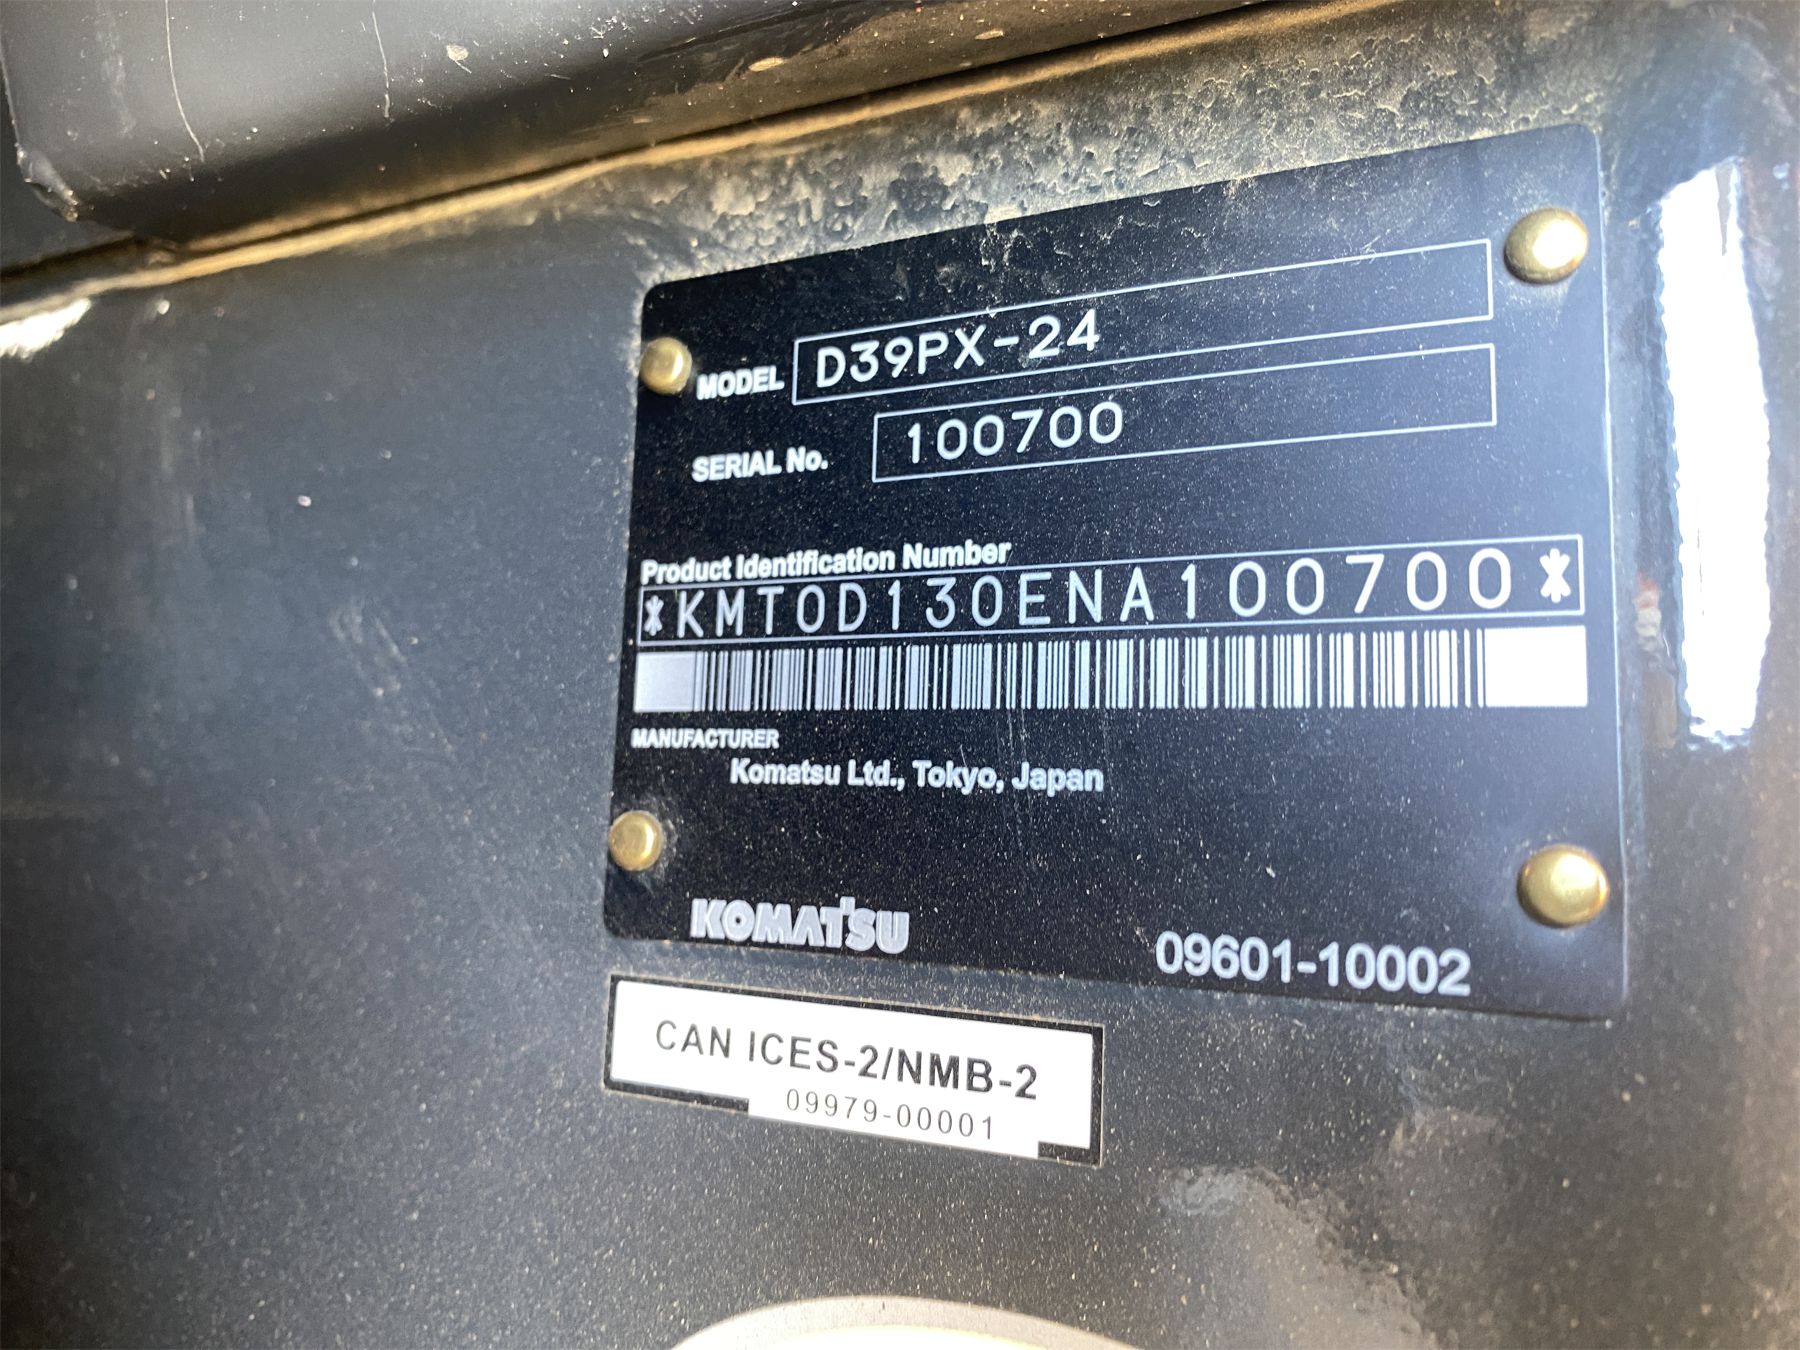 MODEL D39PX-24
SERIAL No. 100700
Product Identification Number
*KMT0D130ENA100700*
MANUFACTURER
Komatsu Ltd., Tokyo, Japan
KOMATSU 09601-10002
CAN ICES-2/NMB-2
09979-00001